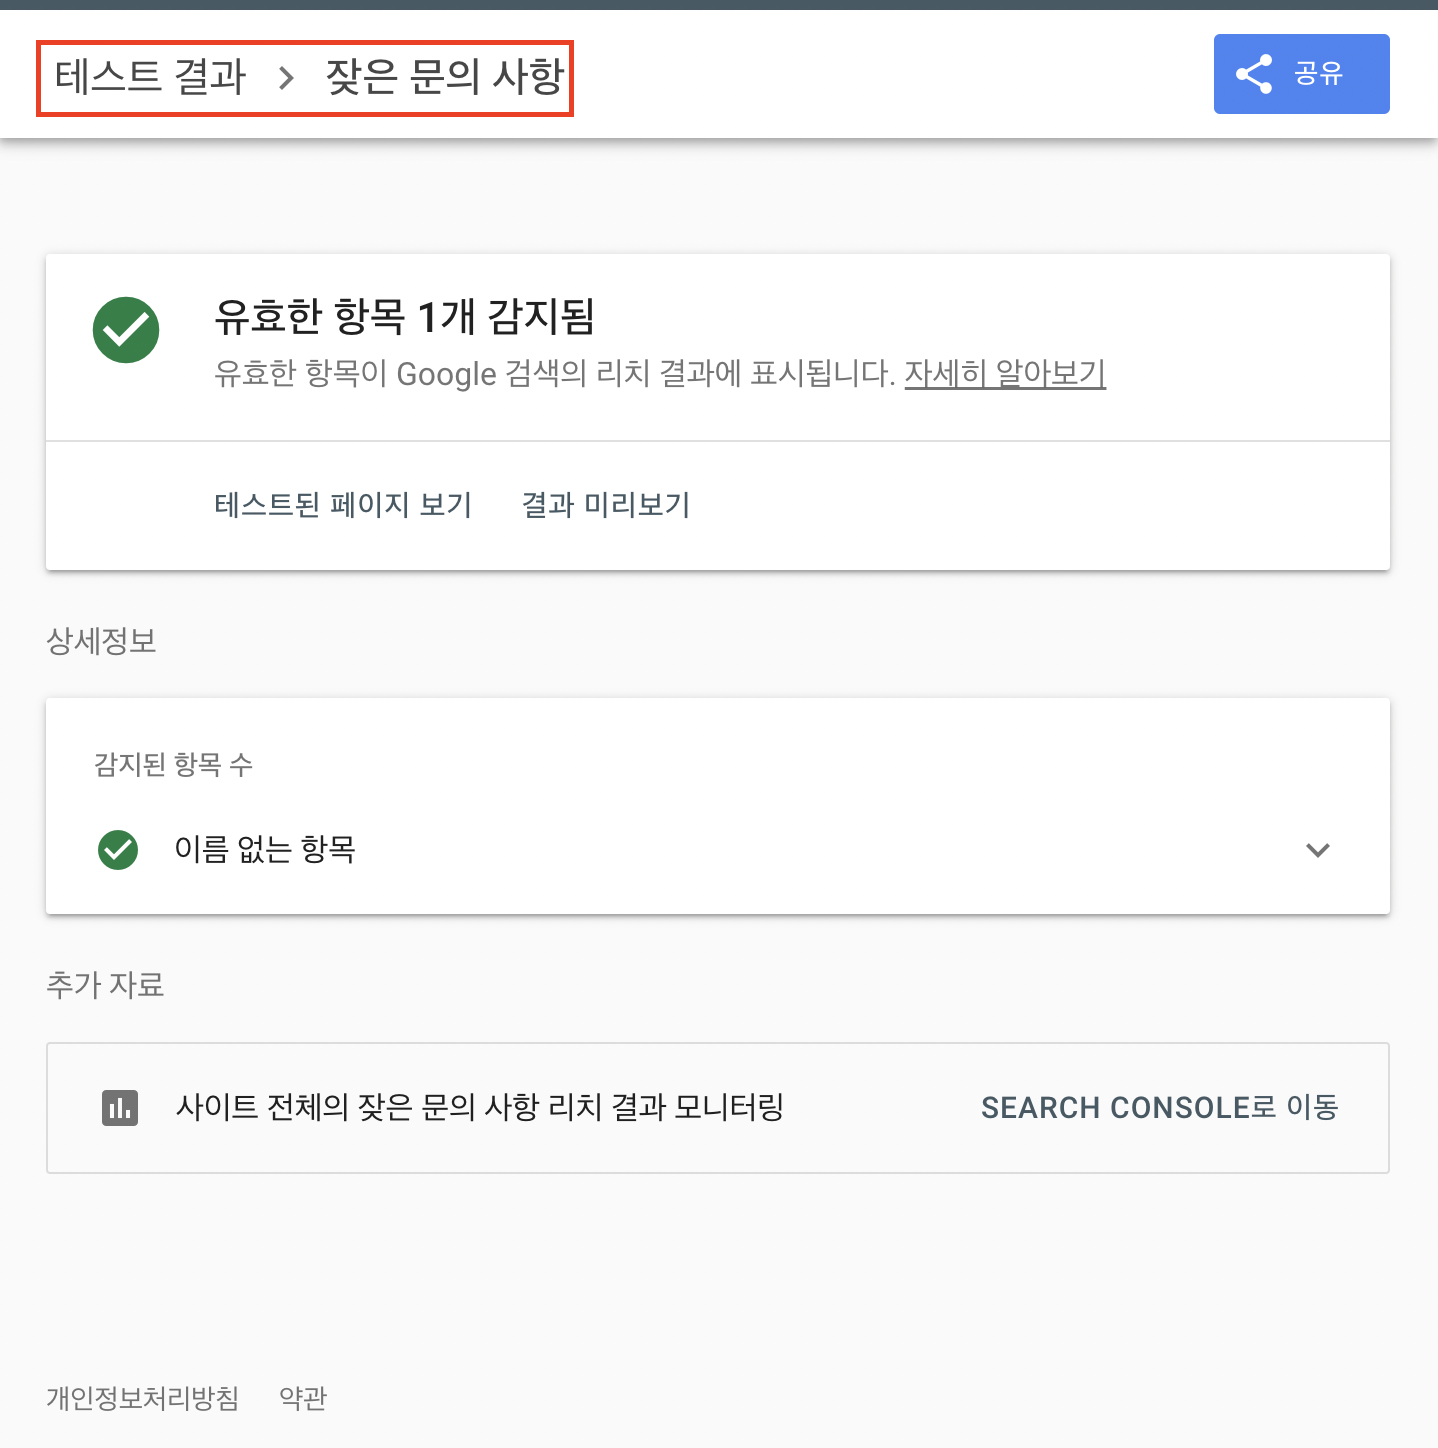 테스트 결과 > 잦은 문의 사항
공유
유효한 항목 1개 감지됨
유효한 항목이 Google 검색의 리치 결과에 표시됩니다. 자세히 알아보기
테스트된 페이지 보기 결과 미리보기
상세정보
감지된 항목 수
이름 없는 항목
추가 자료
사이트 전체의 잦은 문의 사항 리치 결과 모니터링 SEARCH CONSOLE로 이동
개인정보처리방침 약관